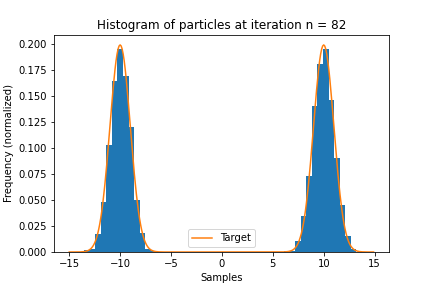 Histogram of particles at iteration n = 82
Frequency (normalized)
0.200
0.175
0.150
0.125
0.100
0.075
0.050
0.025
0.000
Target
−15 −10 −5 0 5 10 15
Samples